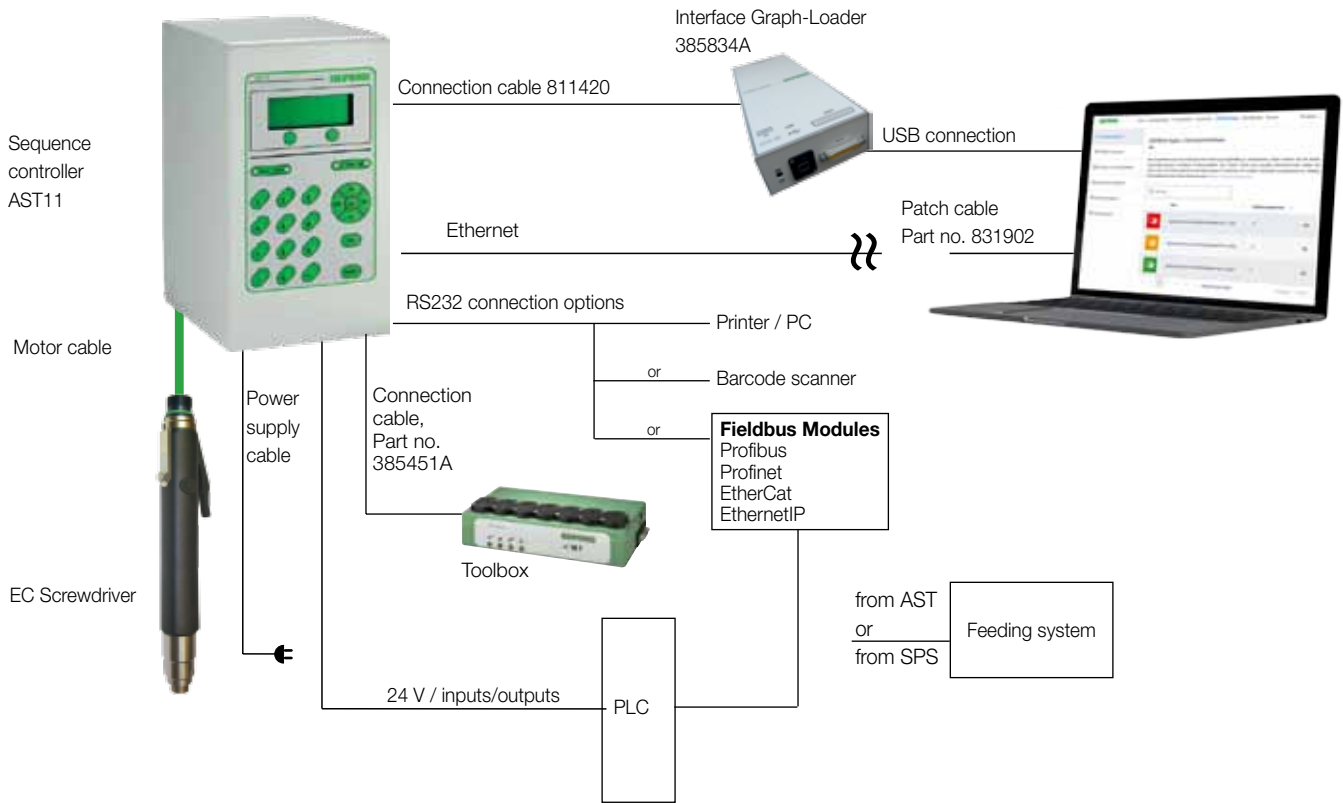 Interface Graph-Loader
385834A
Connection cable 811420
USB connection
Sequence
controller
AST11
Patch cable
Part no. 831902
Ethernet
RS232 connection options
Printer / PC
Motor cable
or
Barcode scanner
Power
supply
cable
Connection
cable,
Part no.
385451A
or
Fieldbus Modules
Profibus
Profinet
EtherCat
EthernetIP
Toolbox
EC Screwdriver
from AST
or
from SPS
Feeding system
24 V / inputs/outputs
PLC